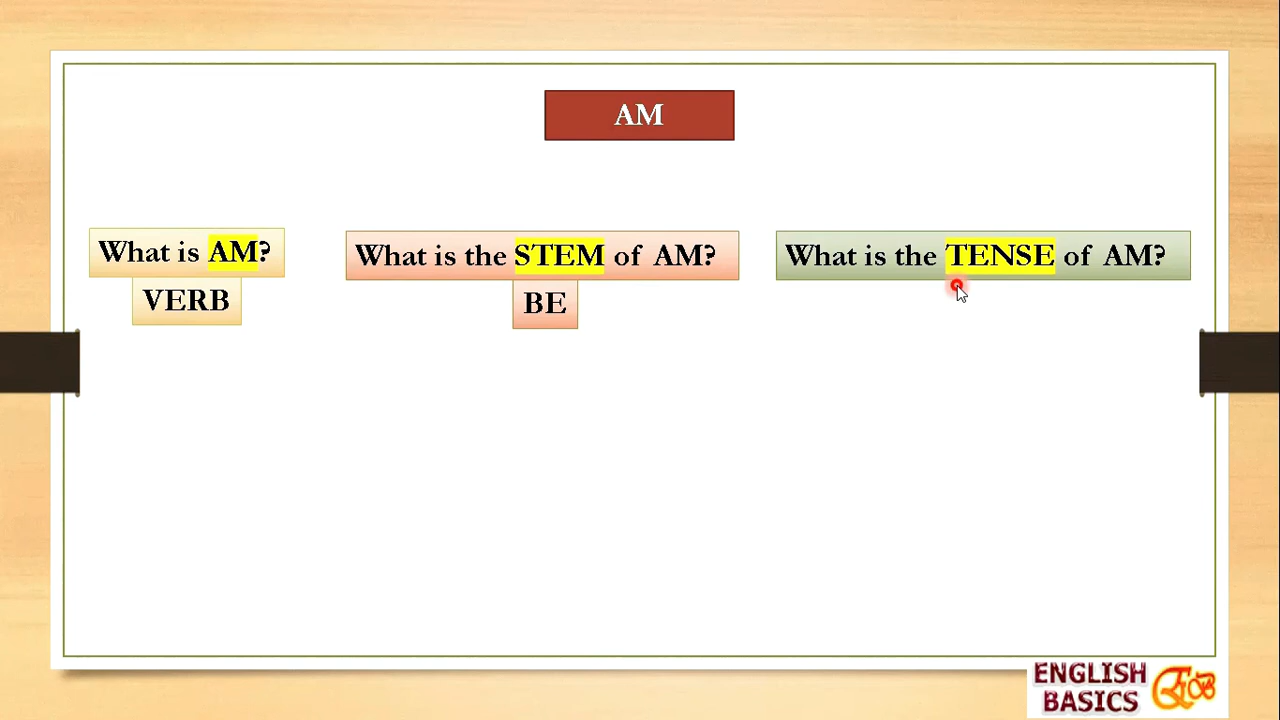 AM
What is AM?
VERB
What is the STEM of AM?
BE
What is the TENSE of AM?
ENGLISH
BASICS
EB